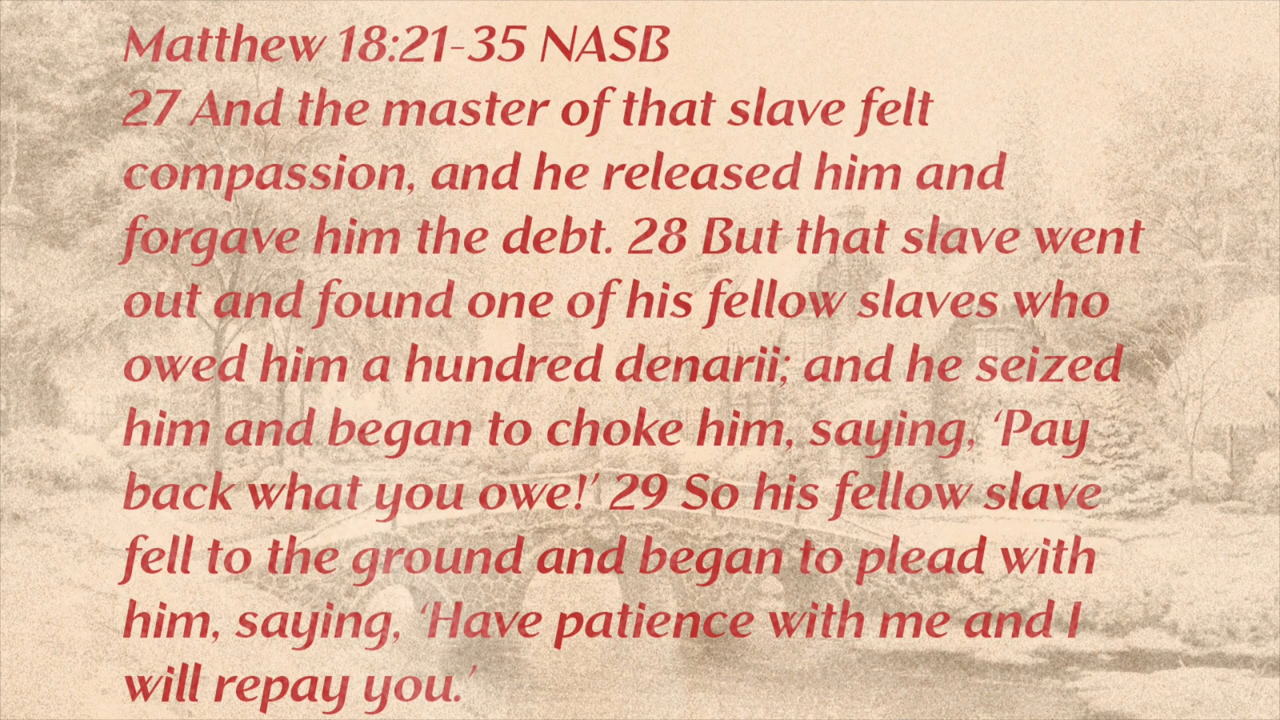 Matthew 18:21-35 NASB
27 And the master of that slave felt
compassion, and he released him and
forgave him the debt. 28 But that slave went
out and found one of his fellow slaves who
owed him a hundred denarii; and he seized
him and began to choke him, saying, ‘Pay
back what you owe!’ 29 So his fellow slave
fell to the ground and began to plead with
him, saying, ‘Have patience with me and I
will repay you.’